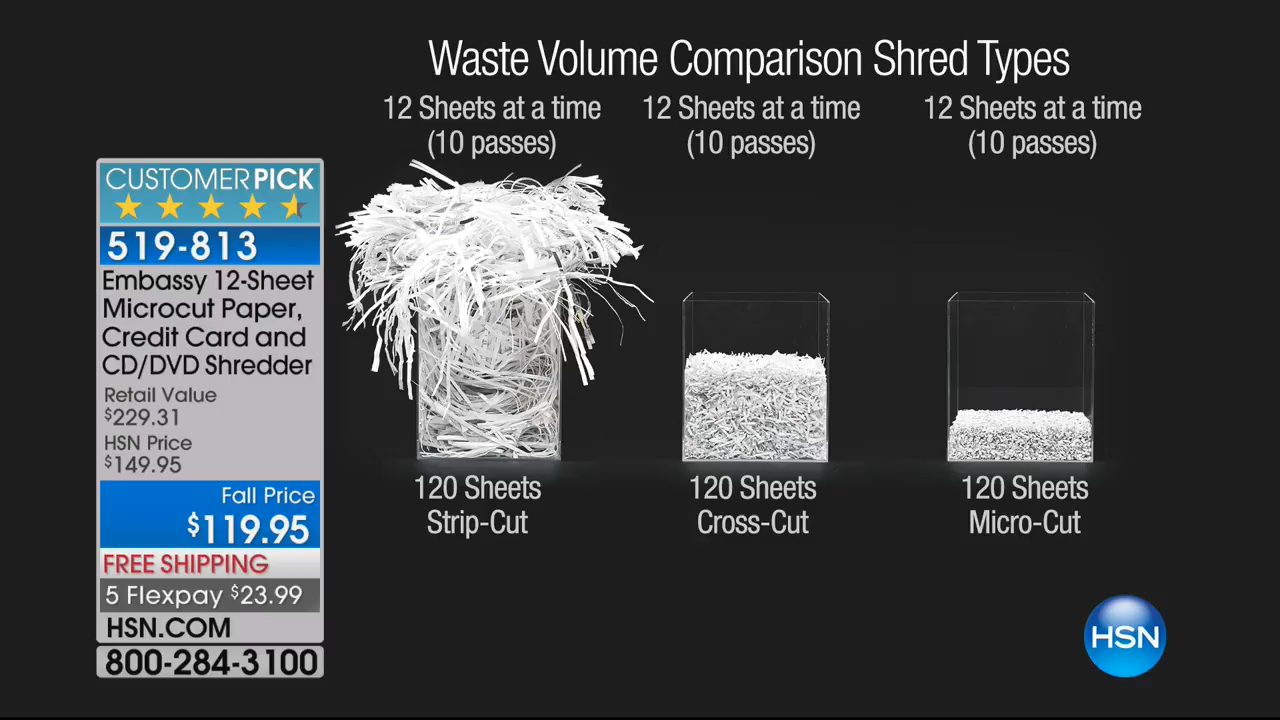 Waste Volume Comparison Shred Types
12 Sheets at a time
(10 passes)
12 Sheets at a time
(10 passes)
12 Sheets at a time
(10 passes)
CUSTOMER PICK
519-813
Embassy 12-Sheet
Microcut Paper,
Credit Card and
CD/DVD Shredder
Retail Value
$229.31
HSN Price
$149.95
Fall Price
$119.95
FREE SHIPPING
5 Flexpay $23.99
HSN.COM
800-284-3100
120 Sheets
Strip-Cut
120 Sheets
Cross-Cut
120 Sheets
Micro-Cut
HSN